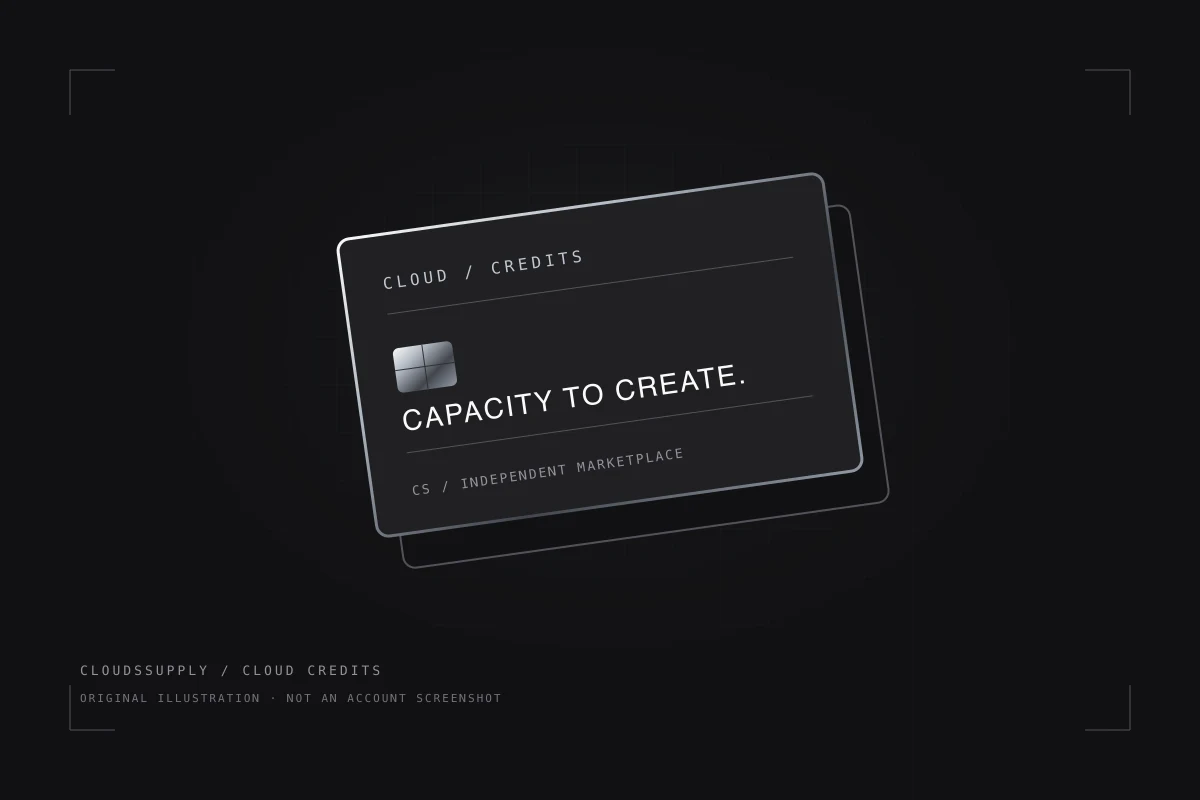 CLOUD / CREDITS
CAPACITY TO CREATE.
CS / INDEPENDENT MARKETPLACE
CLOUDSSUPPLY / CLOUD CREDITS
ORIGINAL ILLUSTRATION · NOT AN ACCOUNT SCREENSHOT